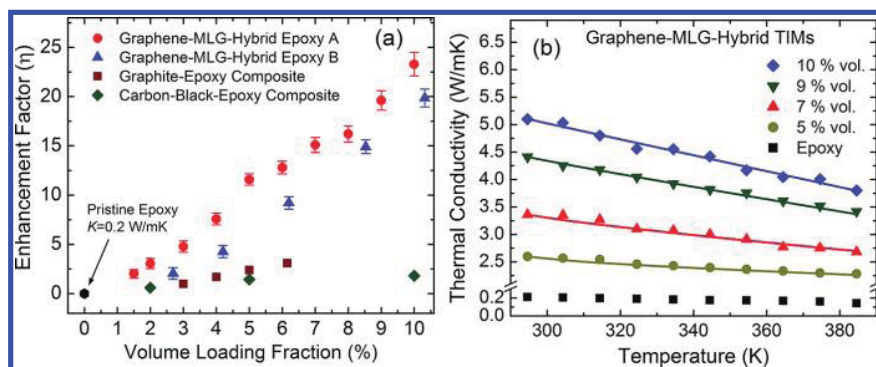 (a)
Graphene-MLG-Hybrid Epoxy A
Graphene-MLG-Hybrid Epoxy B
Graphite-Epoxy Composite
Carbon-Black-Epoxy Composite
Pristine Epoxy
K=0.2 W/mK
Enhancement Factor (η)
25
20
15
10
5
0
0 1 2 3 4 5 6 7 8 9 10
Volume Loading Fraction (%)
(b)
Graphene-MLG-Hybrid TIMs
10 % vol.
9 % vol.
7 % vol.
5 % vol.
Epoxy
Thermal Conductivity (W/mK)
6.5
6.0
5.5
5.0
4.5
4.0
3.5
3.0
2.5
0.2
0.0
300 320 340 360 380
Temperature (K)